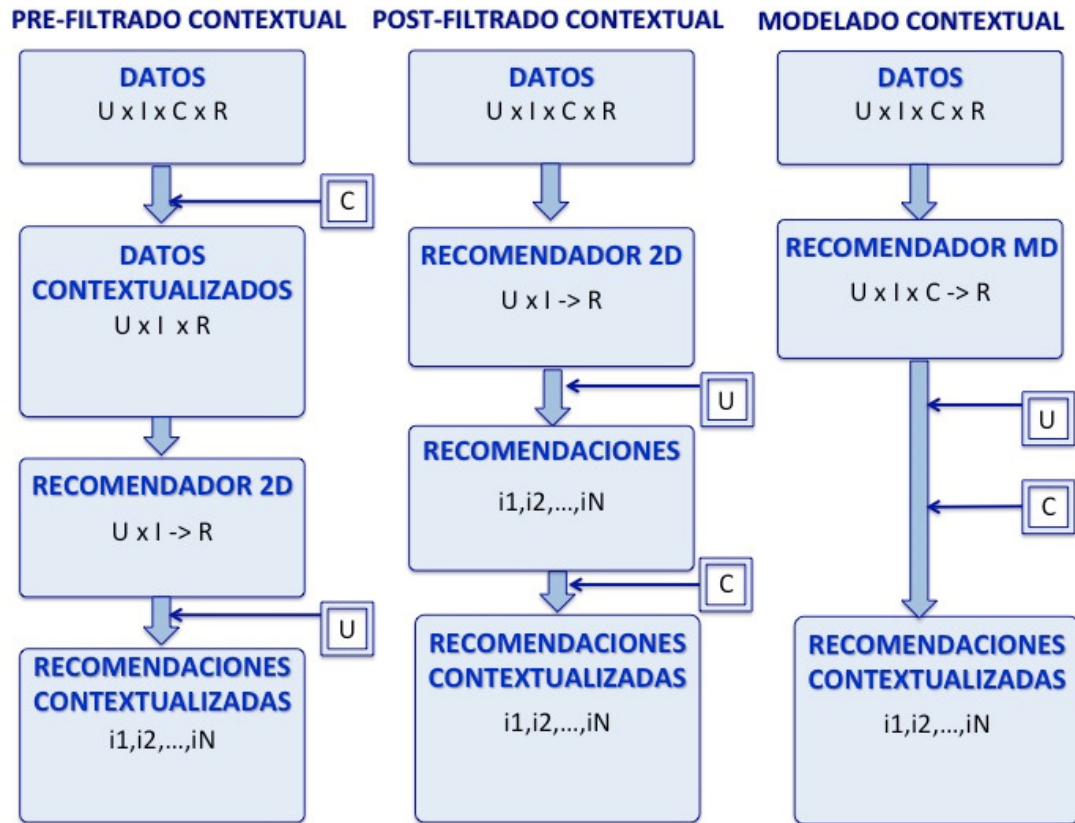 PRE-FILTRADO CONTEXTUAL
DATOS
U x I x C x R
C
DATOS
CONTEXTUALIZADOS
U x I x R
RECOMENDADOR 2D
U x I -> R
U
RECOMENDACIONES
CONTEXTUALIZADAS
i1,i2,...,iN
POST-FILTRADO CONTEXTUAL
DATOS
U x I x C x R
RECOMENDADOR 2D
U x I -> R
U
RECOMENDACIONES
i1,i2,...,iN
C
RECOMENDACIONES
CONTEXTUALIZADAS
i1,i2,...,iN
MODELADO CONTEXTUAL
DATOS
U x I x C x R
RECOMENDADOR MD
U x I x C -> R
U
C
RECOMENDACIONES
CONTEXTUALIZADAS
i1,i2,...,iN